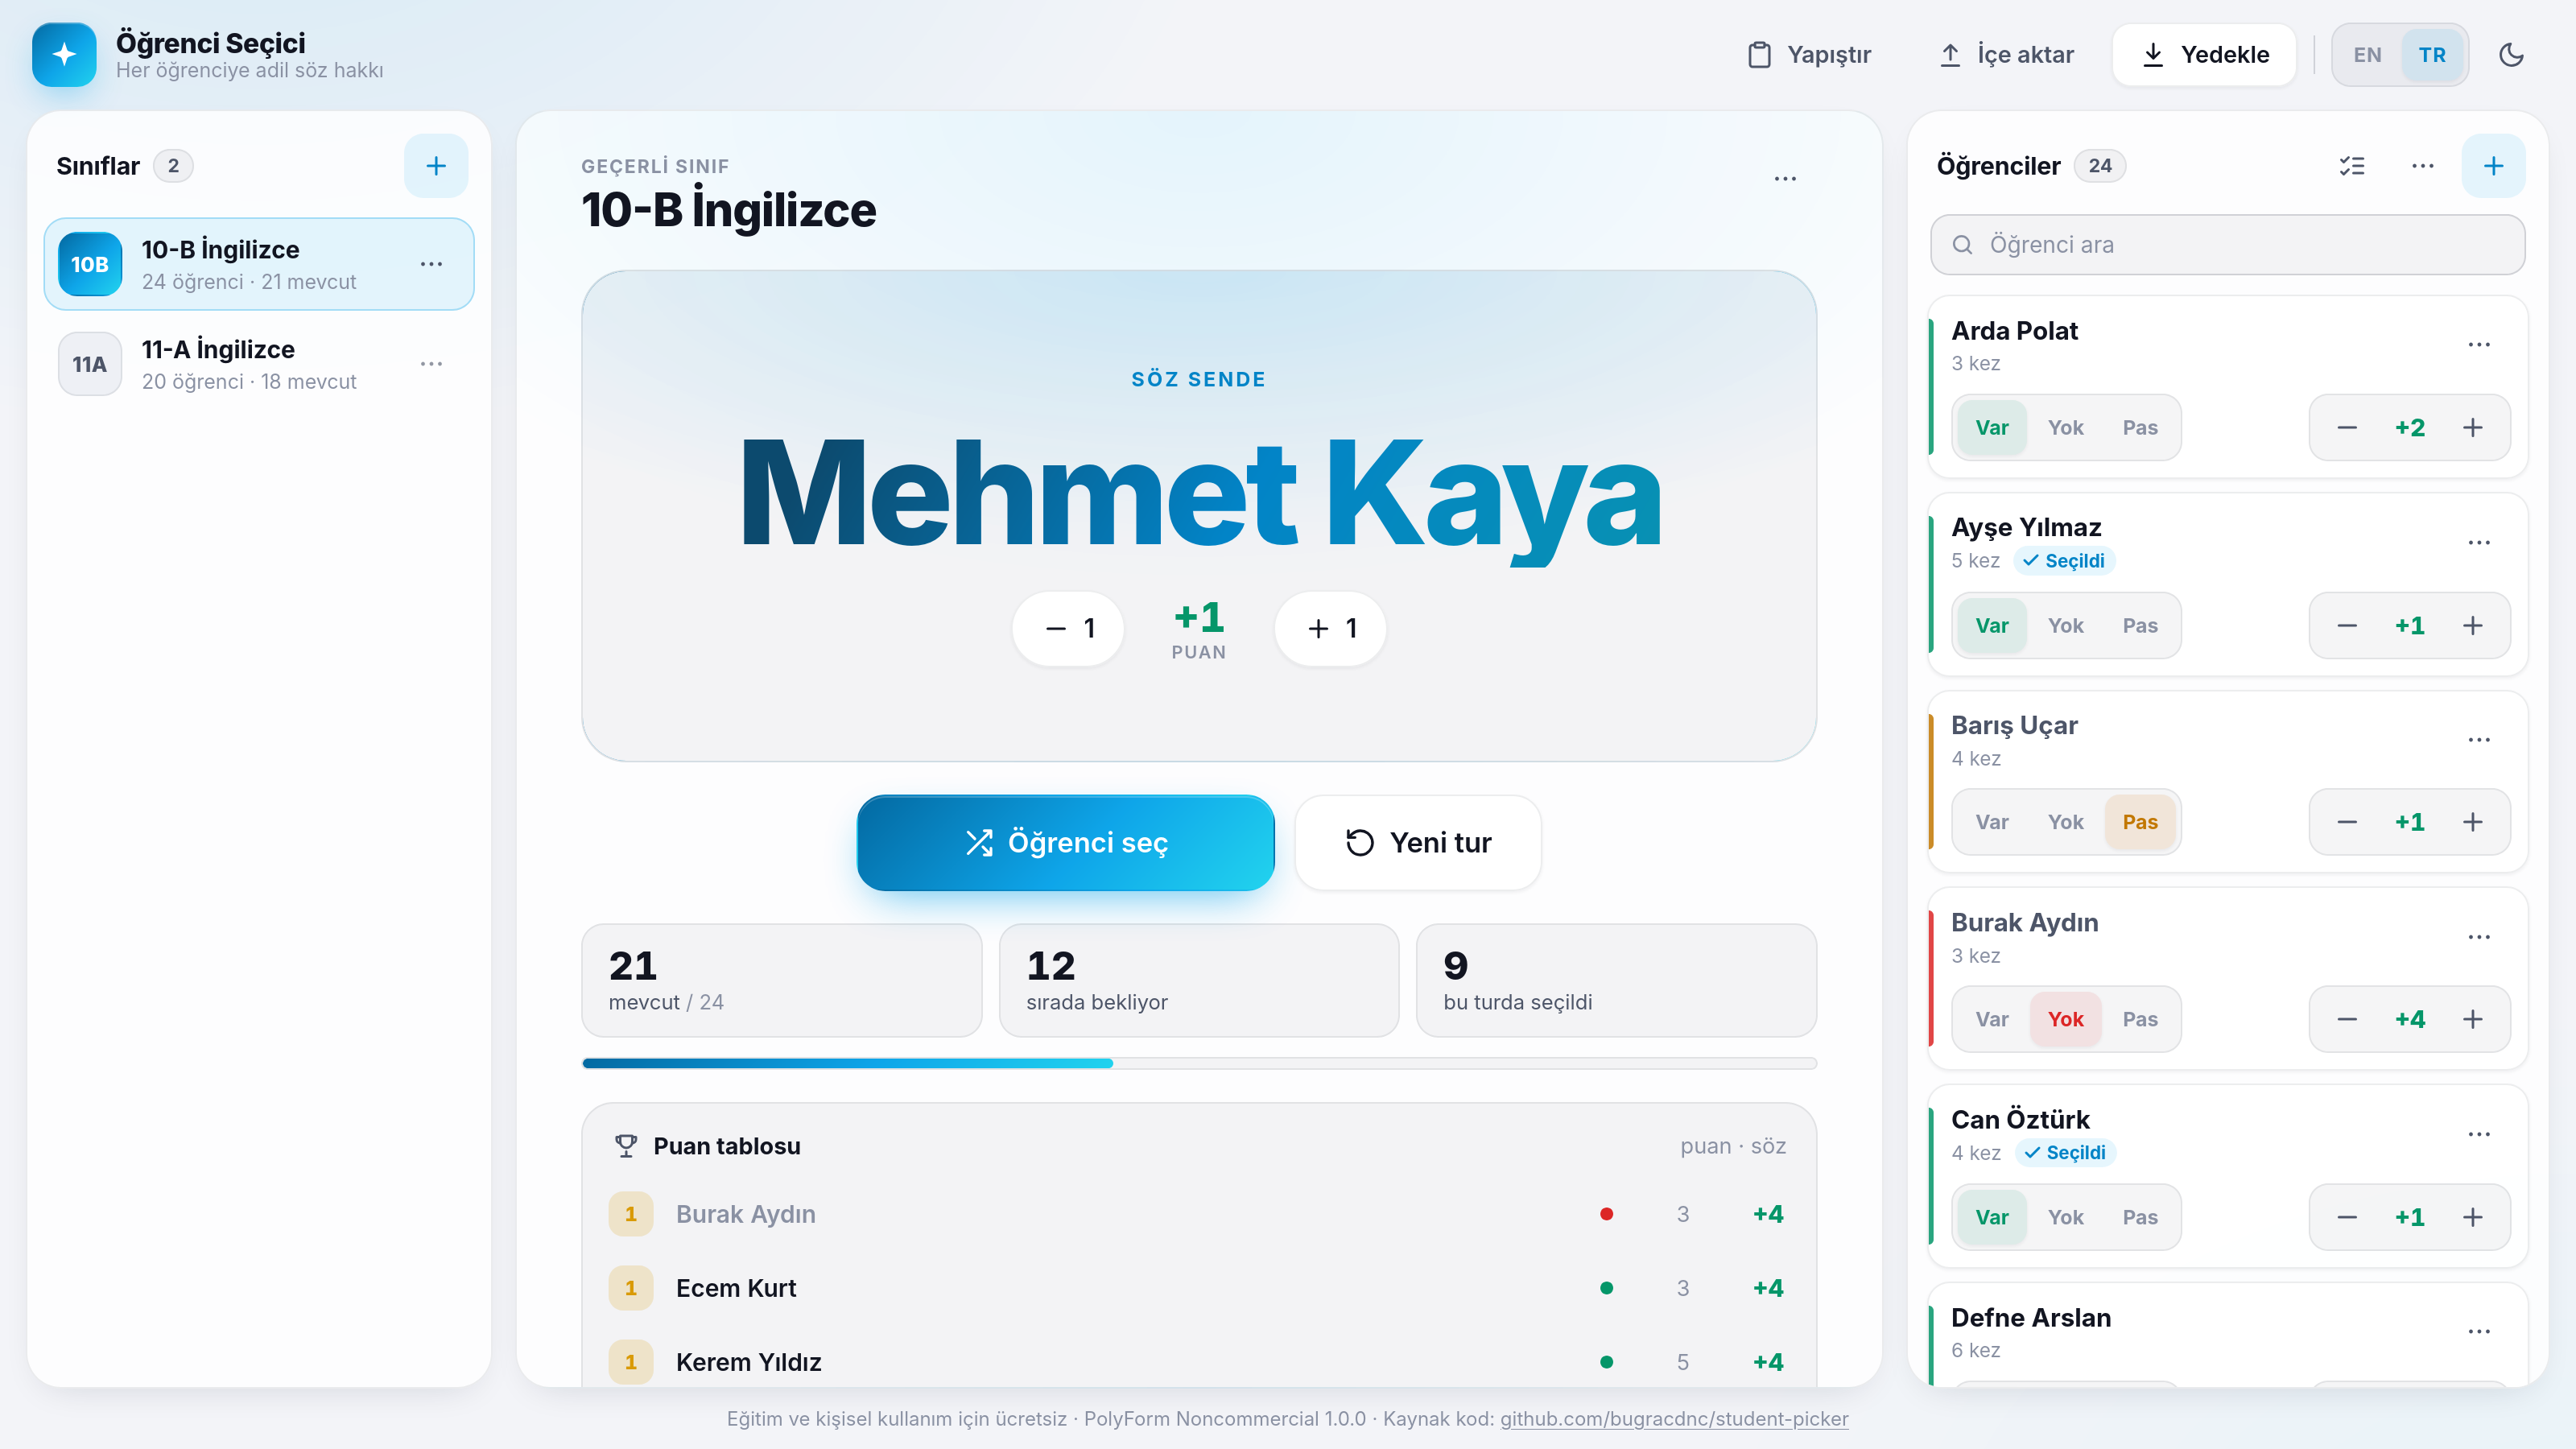 Öğrenci Seçici
Her öğrenciye adil söz hakkı
Yapıştır
İçe aktar
Yedekle
EN
TR
Sınıflar
2
10B
10-B İngilizce
24 öğrenci · 21 mevcut
11A
11-A İngilizce
20 öğrenci · 18 mevcut
GEÇERLİ SINIF
10-B İngilizce
SÖZ SENDE
Mehmet Kaya
− 1
+1
PUAN
+ 1
Öğrenci seç
Yeni tur
21
mevcut / 24
12
sırada bekliyor
9
bu turda seçildi
Puan tablosu
puan · söz
1 Burak Aydın 3 +4
1 Ecem Kurt 3 +4
1 Kerem Yıldız 5 +4
Öğrenciler
24
Öğrenci ara
Arda Polat
3 kez
Var Yok Pas − +2 +
Ayşe Yılmaz
5 kez Seçildi
Var Yok Pas − +1 +
Barış Uçar
4 kez
Var Yok Pas − +1 +
Burak Aydın
3 kez
Var Yok Pas − +4 +
Can Öztürk
4 kez Seçildi
Var Yok Pas − +1 +
Defne Arslan
6 kez
Eğitim ve kişisel kullanım için ücretsiz · PolyForm Noncommercial 1.0.0 · Kaynak kod: github.com/bugracdnc/student-picker